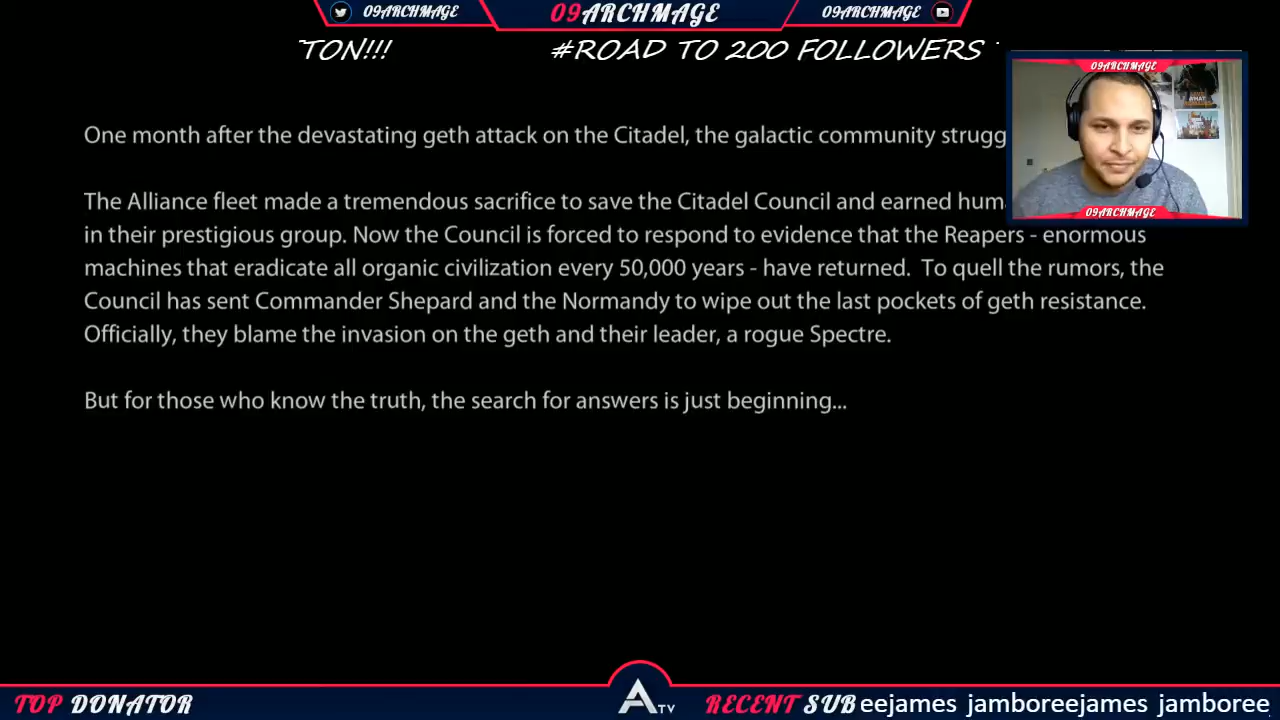 09ARCHMAGE 09ARCHMAGE 09ARCHMAGE
TON!!! #ROAD TO 200 FOLLOWERS
09ARCHMAGE
One month after the devastating geth attack on the Citadel, the galactic community
The Alliance fleet made a tremendous sacrifice to save the Citadel Council and earned
09ARCHMAGE
in their prestigious group. Now the Council is forced to respond to evidence that the Reapers - enormous
machines that eradicate all organic civilization every 50,000 years - have returned. To quell the rumors, the
Council has sent Commander Shepard and the Normandy to wipe out the last pockets of geth resistance.
Officially, they blame the invasion on the geth and their leader, a rogue Spectre.
But for those who know the truth, the search for answers is just beginning...
TOP DONATOR ATV RECENT SUB eejames jamboreejames jamboree